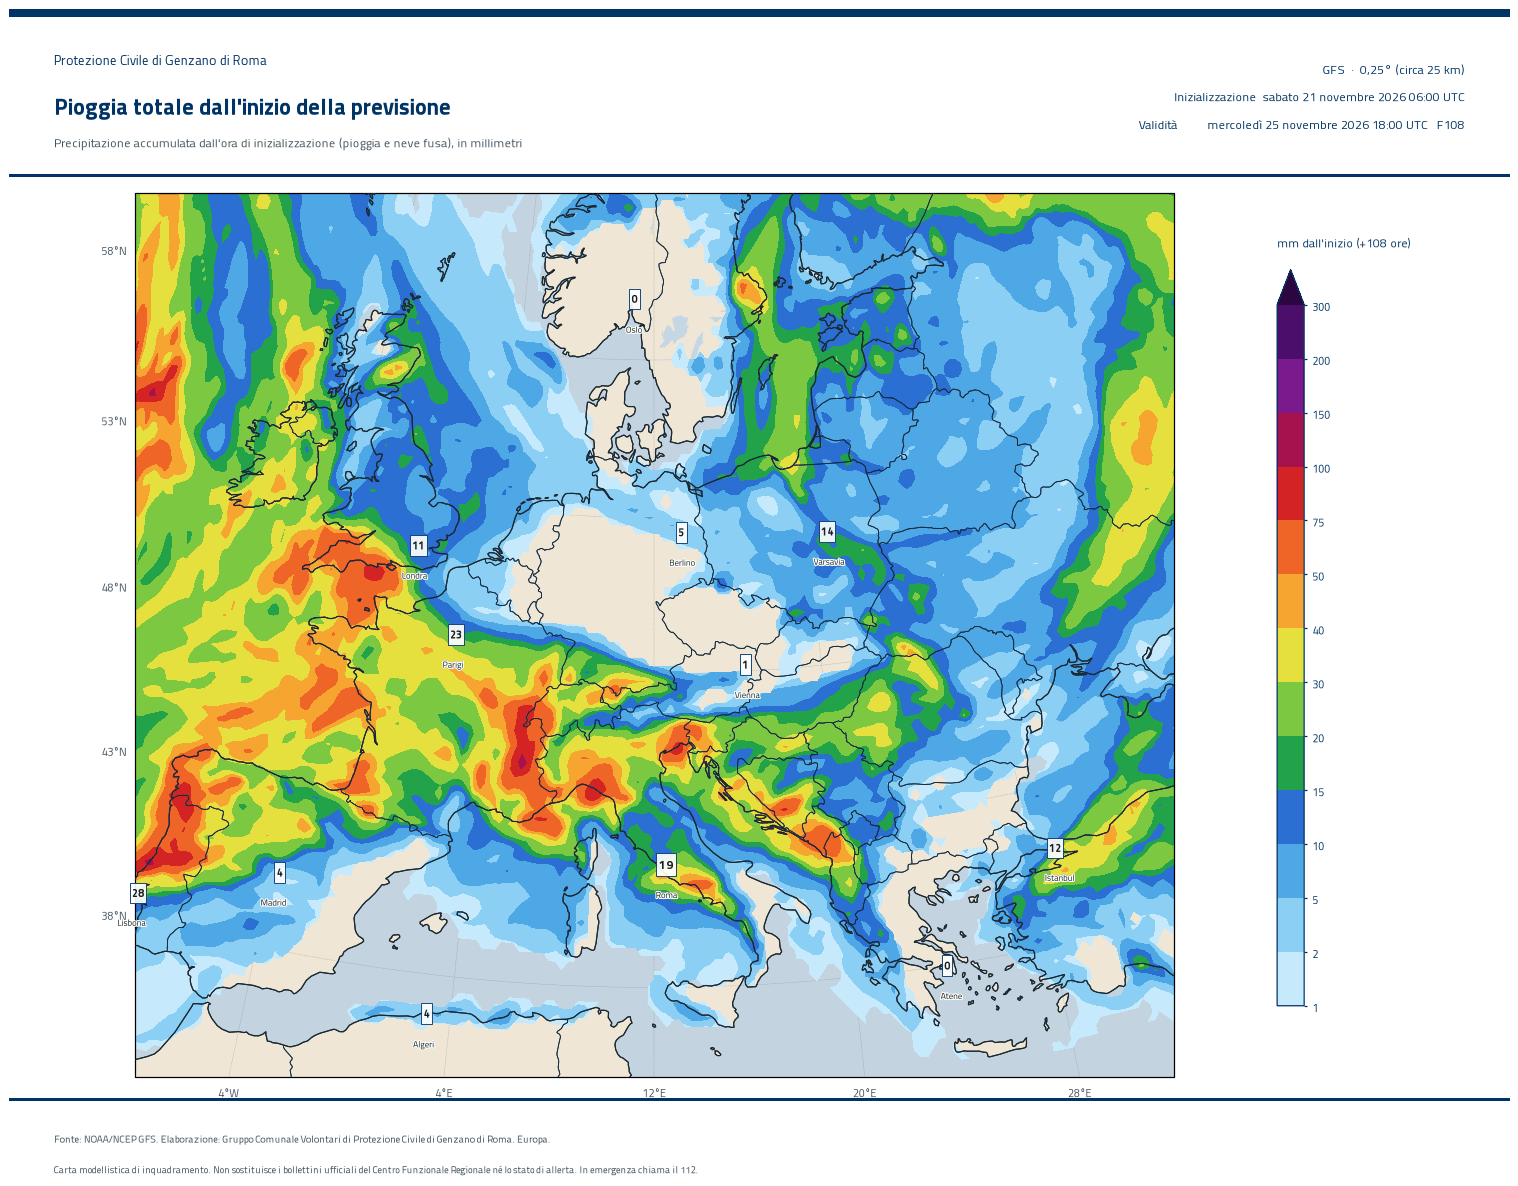 Protezione Civile di Genzano di Roma
Pioggia totale dall'inizio della previsione
Precipitazione accumulata dall'ora di inizializzazione (pioggia e neve fusa), in millimetri
GFS · 0,25° (circa 25 km)
Inizializzazione sabato 21 novembre 2026 06:00 UTC
Validità mercoledì 25 novembre 2026 18:00 UTC F108
mm dall'inizio (+108 ore)
300
200
150
100
75
50
40
30
20
15
10
5
2
1
58°N
53°N
48°N
43°N
38°N
4°W
4°E
12°E
20°E
28°E
0
Oslo
11
Londra
5
Berlino
14
Varsavia
23
Parigi
1
Vienna
4
Madrid
28
Lisbona
19
Roma
12
Istanbul
0
Atene
4
Algeri
Fonte: NOAA/NCEP GFS. Elaborazione: Gruppo Comunale Volontari di Protezione Civile di Genzano di Roma. Europa.
Carta modellistica di inquadramento. Non sostituisce i bollettini ufficiali del Centro Funzionale Regionale né lo stato di allerta. In emergenza chiama il 112.